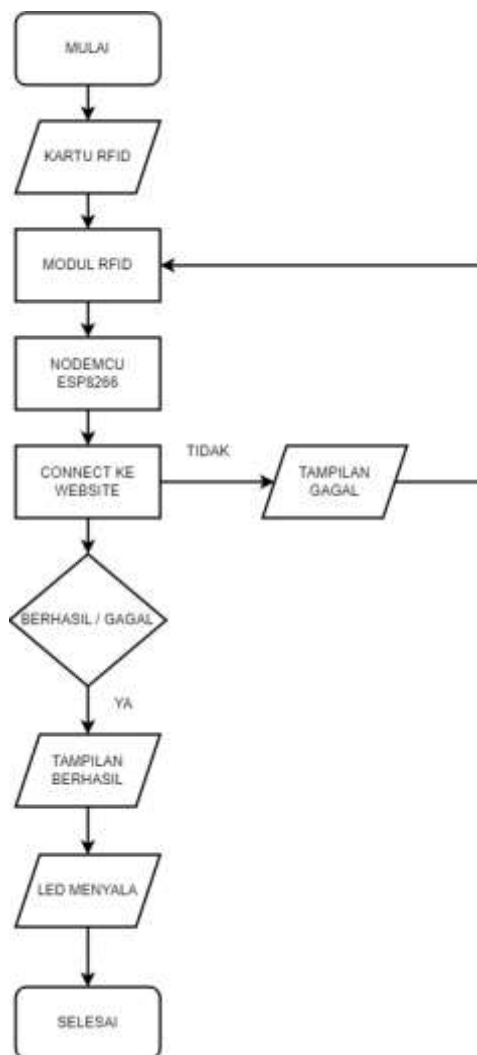 MULAI
KARTU RFID
MODUL RFID
NODEMCU
ESP8266
CONNECT KE
WEBSITE
TIDAK
TAMPILAN
GAGAL
BERHASIL / GAGAL
YA
TAMPILAN
BERHASIL
LED MENYALA
SELESAI